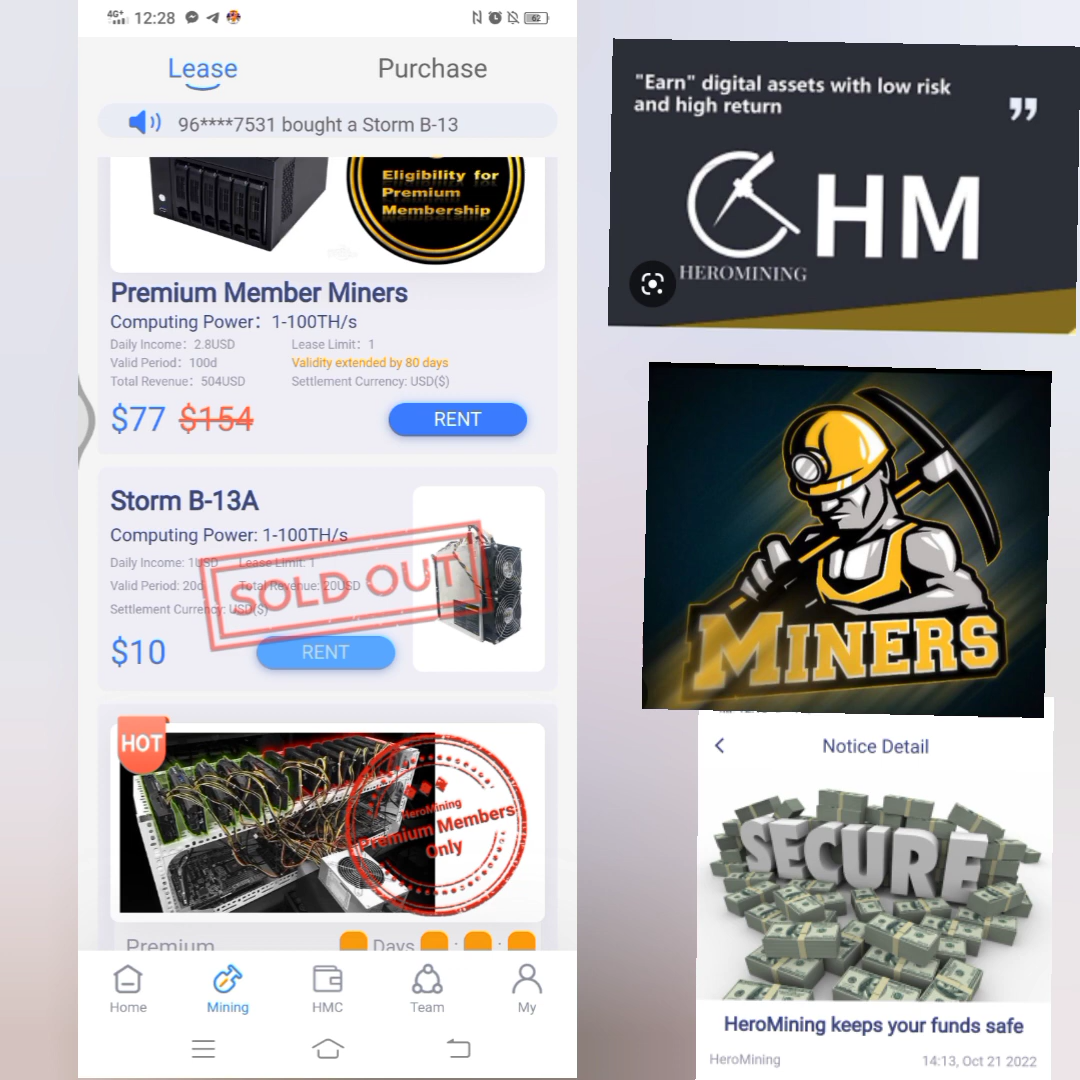 4G+
12:28
62
Lease
Purchase
96****7531 bought a Storm B-13
Eligibility for
Premium
Membership
Premium Member Miners
Computing Power: 1-100TH/s
Daily Income: 2.8USD
Lease Limit: 1
Valid Period: 100d
Validity extended by 80 days
Total Revenue: 504USD
Settlement Currency: USD($)
$77 $154
RENT
Storm B-13A
Computing Power: 1-100TH/s
Daily Income: 1USD
Lease Limit: 1
Valid Period: 20d
Total Revenue: 20USD
Settlement Currency: USD($)
SOLD OUT
$10
RENT
HOT
HeroMining
Premium Members
Only
Premium
Days
:
:
Home
Mining
HMC
Team
My
"Earn" digital assets with low risk
and high return
”
HM
HEROMINING
MINERS
Notice Detail
SECURE
HeroMining keeps your funds safe
HeroMining
14:13, Oct 21 2022